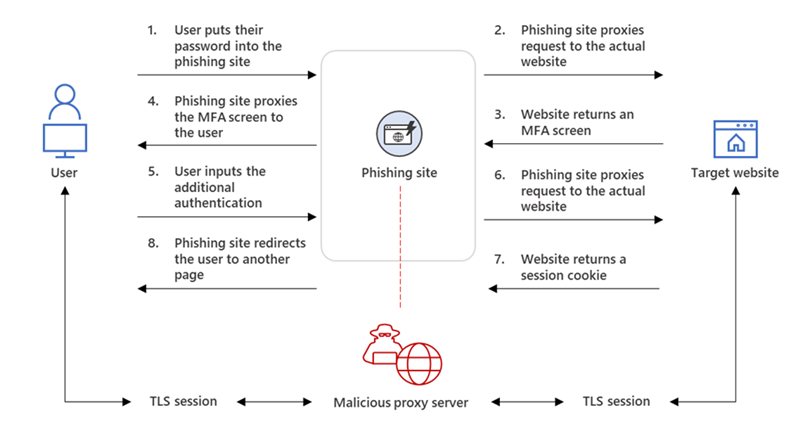 1. User puts their
password into the
phishing site
2. Phishing site proxies
request to the actual
website
4. Phishing site proxies
the MFA screen to
the user
3. Website returns an
MFA screen
User
Phishing site
Target website
5. User inputs the
additional
authentication
6. Phishing site proxies
request to the actual
website
8. Phishing site redirects
the user to another
page
7. Website returns a
session cookie
TLS session
Malicious proxy server
TLS session